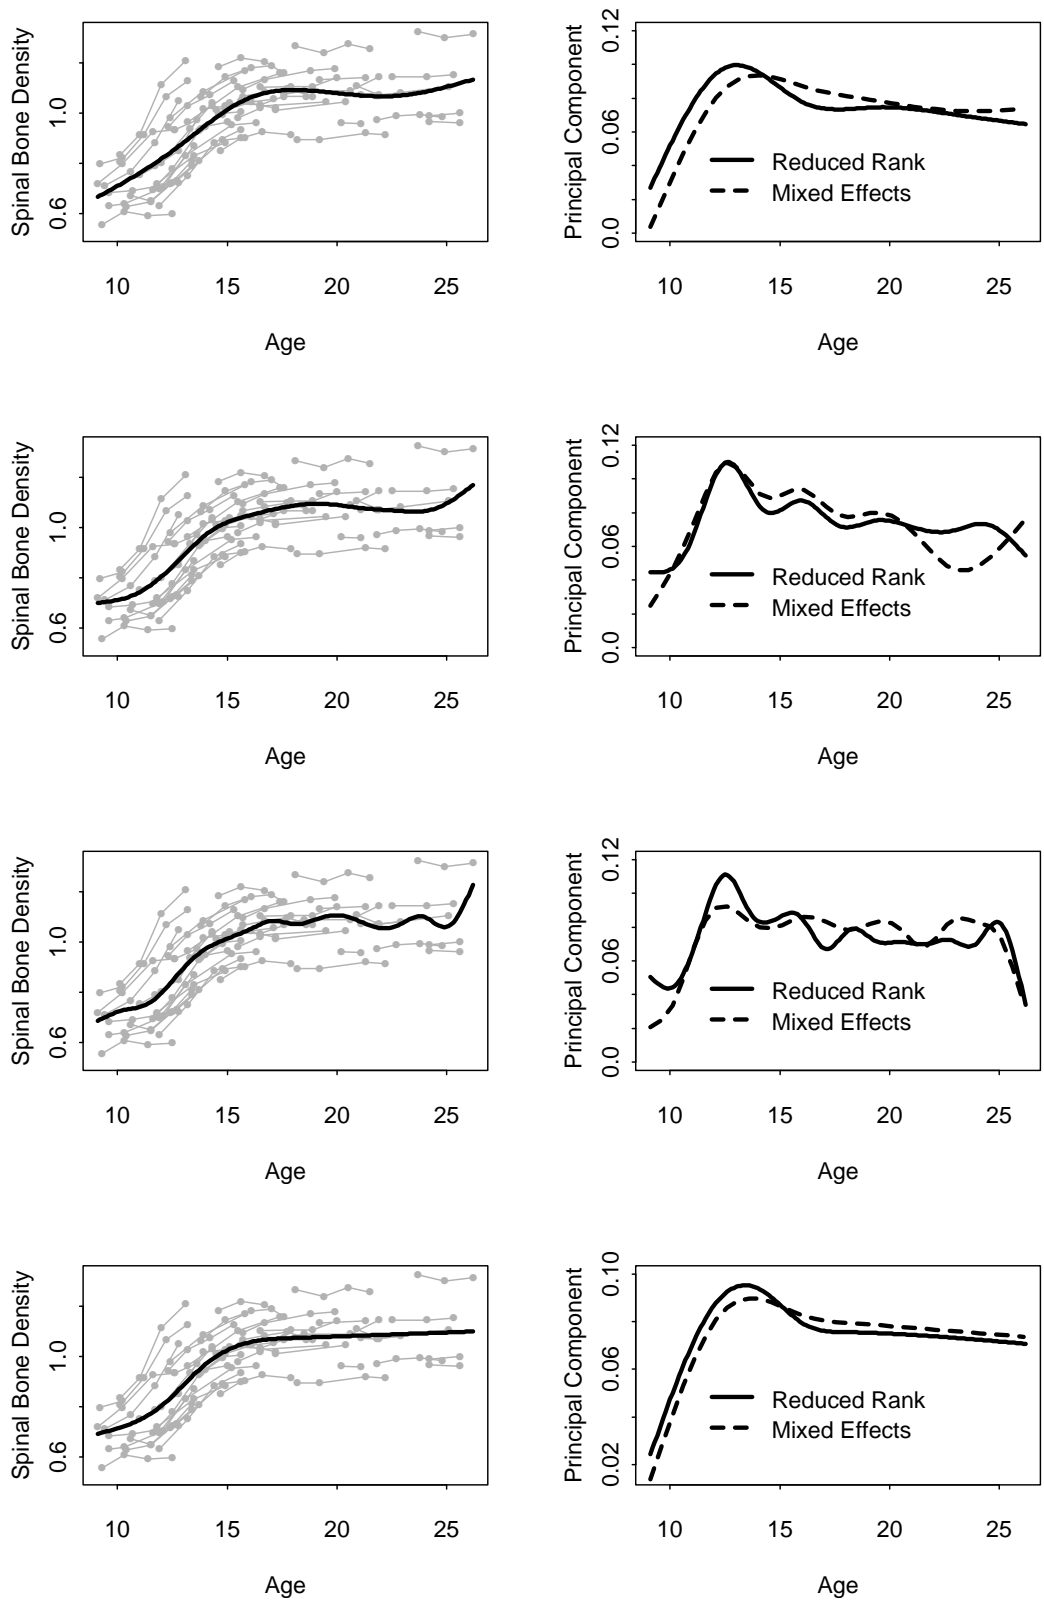 Spinal Bone Density
0.6
1.0
10
15
20
25
Age
Principal Component
0.0
0.06
0.12
Reduced Rank
Mixed Effects
10
15
20
25
Age
Spinal Bone Density
0.6
1.0
10
15
20
25
Age
Principal Component
0.0
0.06
0.12
Reduced Rank
Mixed Effects
10
15
20
25
Age
Spinal Bone Density
0.6
1.0
10
15
20
25
Age
Principal Component
0.0
0.06
0.12
Reduced Rank
Mixed Effects
10
15
20
25
Age
Spinal Bone Density
0.6
1.0
10
15
20
25
Age
Principal Component
0.02
0.06
0.10
Reduced Rank
Mixed Effects
10
15
20
25
Age